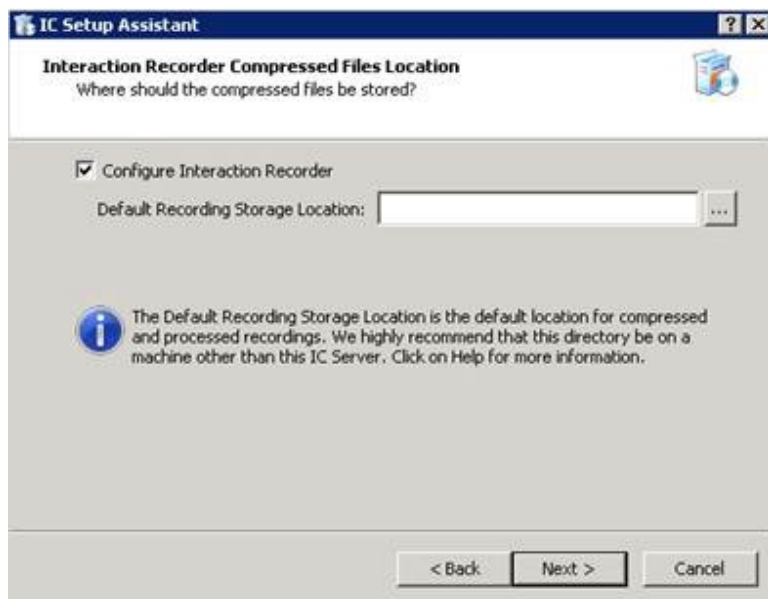 IC Setup Assistant
Interaction Recorder Compressed Files Location
Where should the compressed files be stored?
Configure Interaction Recorder
Default Recording Storage Location:
...
The Default Recording Storage Location is the default location for compressed
and processed recordings. We highly recommend that this directory be on a
machine other than this IC Server. Click on Help for more information.
< Back
Next >
Cancel